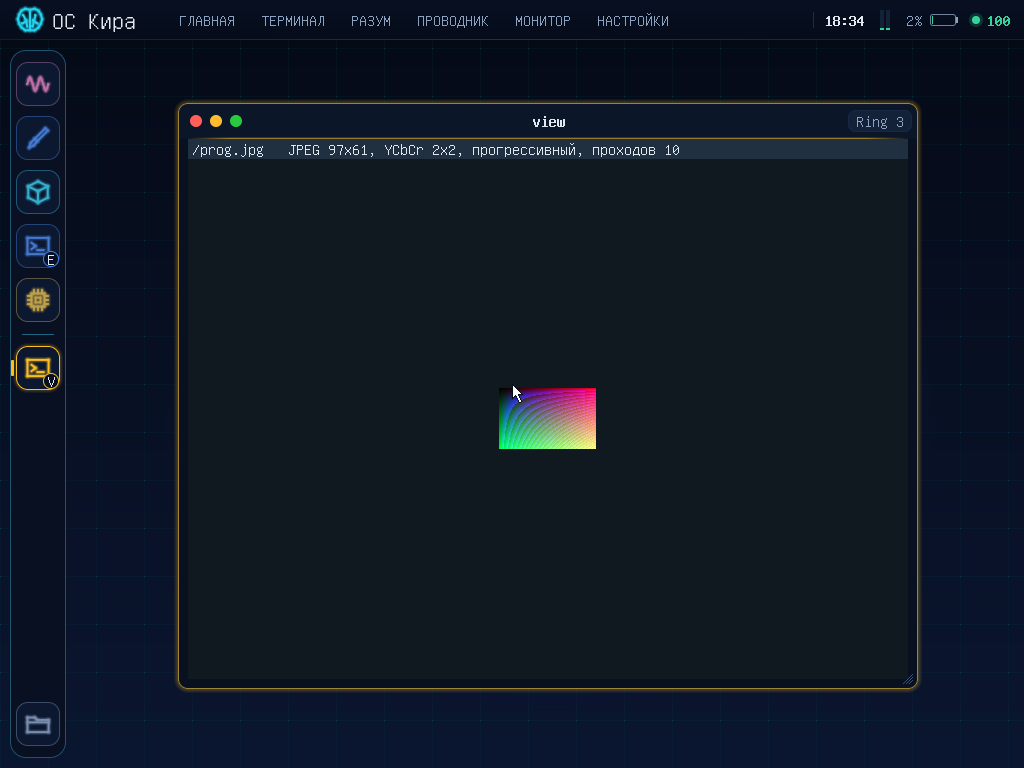 ОС Кира
ГЛАВНАЯ ТЕРМИНАЛ РАЗУМ ПРОВОДНИК МОНИТОР НАСТРОЙКИ
18:34 2% 100
view
Ring 3
/prog.jpg JPEG 97x61, YCbCr 2x2, прогрессивный, проходов 10
E
V